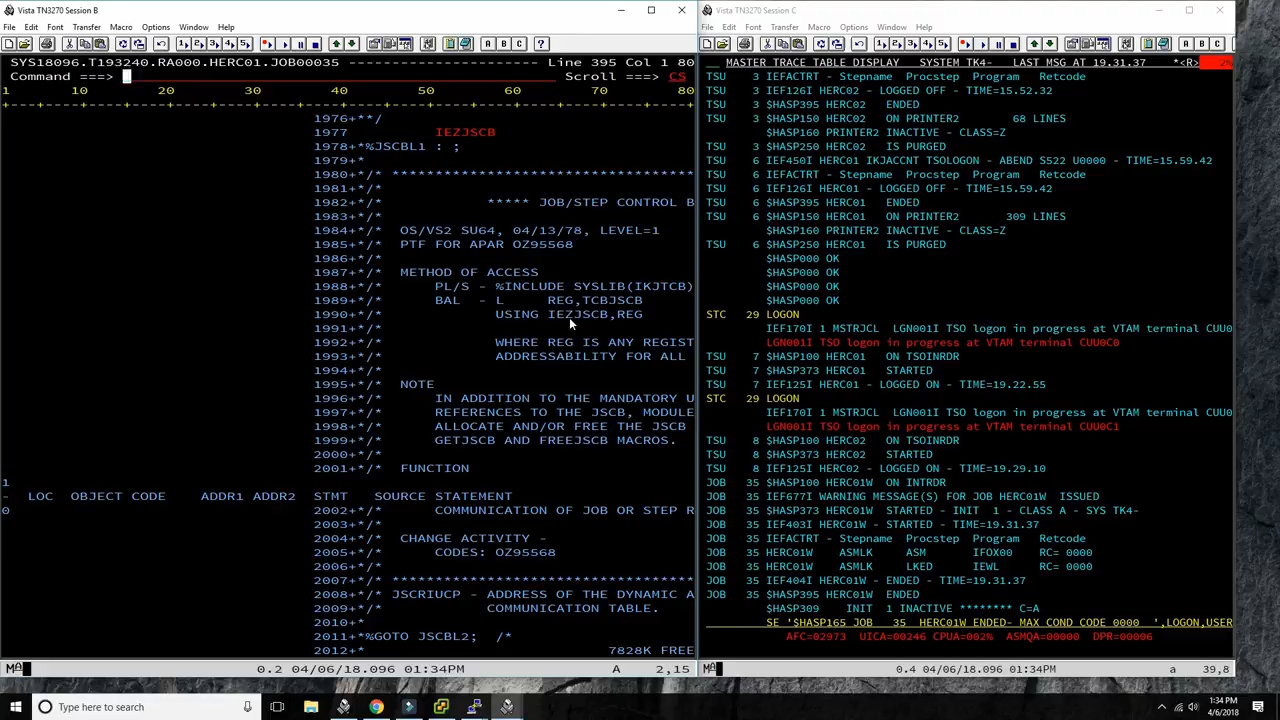 Vista TN3270 Session B
File Edit Font Transfer Macro Options Window Help
A B C ?
SYS18096.T193240.RA000.HERC01.JOB00035 -------------------- Line 395 Col 1 80
Command ===> Scroll ===> CS
1 10 20 30 40 50 60 70 80
1976+**/
1977 IEZJSCB
1978+*%JSCBL1 : ;
1979+*
1980+*/* ***********************************
1981+*/*
1982+*/* ***** JOB/STEP CONTROL B
1983+*/*
1984+*/* OS/VS2 SU64, 04/13/78, LEVEL=1
1985+*/* PTF FOR APAR OZ95568
1986+*/*
1987+*/* METHOD OF ACCESS
1988+*/* PL/S - %INCLUDE SYSLIB(IKJTCB)
1989+*/* BAL - L REG,TCBJSCB
1990+*/* USING IEZJSCB,REG
1991+*/*
1992+*/* WHERE REG IS ANY REGIST
1993+*/* ADDRESSABILITY FOR ALL
1994+*/*
1995+*/* NOTE
1996+*/* IN ADDITION TO THE MANDATORY U
1997+*/* REFERENCES TO THE JSCB, MODULE
1998+*/* ALLOCATE AND/OR FREE THE JSCB
1999+*/* GETJSCB AND FREEJSCB MACROS.
2000+*/*
2001+*/* FUNCTION
1
- LOC OBJECT CODE ADDR1 ADDR2 STMT SOURCE STATEMENT
0 2002+*/* COMMUNICATION OF JOB OR STEP R
2003+*/*
2004+*/* CHANGE ACTIVITY -
2005+*/* CODES: OZ95568
2006+*/*
2007+*/* ***********************************
2008+*/* JSCRIUCP - ADDRESS OF THE DYNAMIC A
2009+*/* COMMUNICATION TABLE.
2010+*/*
2011+*%GOTO JSCBL2; /*
2012+* 7828K FREE
MA 0.2 04/06/18.096 01:34PM A 2,15
Vista TN3270 Session C
File Edit Font Transfer Macro Options Window Help
A B C
MASTER TRACE TABLE DISPLAY SYSTEM TK4- LAST MSG AT 19.31.37 *<R> 2%
TSU 3 IEFACTRT - Stepname Procstep Program Retcode
TSU 3 IEF126I HERC02 - LOGGED OFF - TIME=15.52.32
TSU 3 $HASP395 HERC02 ENDED
TSU 3 $HASP150 HERC02 ON PRINTER2 68 LINES
$HASP160 PRINTER2 INACTIVE - CLASS=Z
TSU 3 $HASP250 HERC02 IS PURGED
TSU 6 IEF450I HERC01 IKJACCNT TSOLOGON - ABEND S522 U0000 - TIME=15.59.42
TSU 6 IEFACTRT - Stepname Procstep Program Retcode
TSU 6 IEF126I HERC01 - LOGGED OFF - TIME=15.59.42
TSU 6 $HASP395 HERC01 ENDED
TSU 6 $HASP150 HERC01 ON PRINTER2 309 LINES
$HASP160 PRINTER2 INACTIVE - CLASS=Z
TSU 6 $HASP250 HERC01 IS PURGED
$HASP000 OK
$HASP000 OK
$HASP000 OK
$HASP000 OK
STC 29 LOGON
IEF170I 1 MSTRJCL LGN001I TSO logon in progress at VTAM terminal CUU0
LGN001I TSO logon in progress at VTAM terminal CUU0C0
TSU 7 $HASP100 HERC01 ON TSOINRDR
TSU 7 $HASP373 HERC01 STARTED
TSU 7 IEF125I HERC01 - LOGGED ON - TIME=19.22.55
STC 29 LOGON
IEF170I 1 MSTRJCL LGN001I TSO logon in progress at VTAM terminal CUU0
LGN001I TSO logon in progress at VTAM terminal CUU0C1
TSU 8 $HASP100 HERC02 ON TSOINRDR
TSU 8 $HASP373 HERC02 STARTED
TSU 8 IEF125I HERC02 - LOGGED ON - TIME=19.29.10
JOB 35 $HASP100 HERC01W ON INTRDR
JOB 35 IEF677I WARNING MESSAGE(S) FOR JOB HERC01W ISSUED
JOB 35 $HASP373 HERC01W STARTED - INIT 1 - CLASS A - SYS TK4-
JOB 35 IEF403I HERC01W - STARTED - TIME=19.31.37
JOB 35 IEFACTRT - Stepname Procstep Program Retcode
JOB 35 HERC01W ASMLK ASM IFOX00 RC= 0000
JOB 35 HERC01W ASMLK LKED IEWL RC= 0000
JOB 35 IEF404I HERC01W - ENDED - TIME=19.31.37
JOB 35 $HASP395 HERC01W ENDED
$HASP309 INIT 1 INACTIVE ******** C=A
SE '$HASP165 JOB 35 HERC01W ENDED- MAX COND CODE 0000 ',LOGON,USER
AFC=02973 UICA=00246 CPUA=002% ASMQA=00000 DPR=00006
MA 0.4 04/06/18.096 01:34PM a 39,8
Type here to search
1:34 PM
4/6/2018